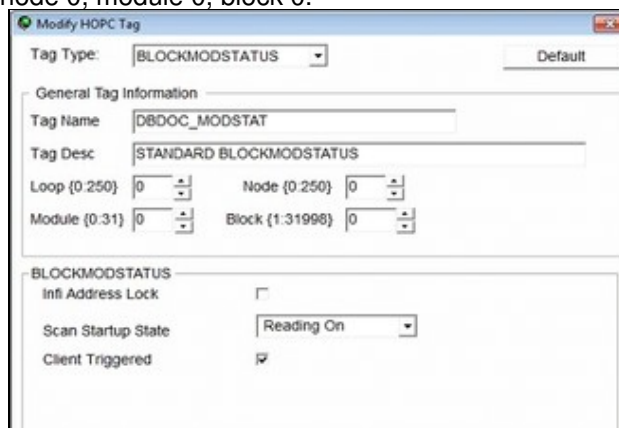 node 0, module 0, block 0.
Modify HOPC Tag
Tag Type: BLOCKMODSTATUS Default
General Tag Information
Tag Name DBDOC_MODSTAT
Tag Desc STANDARD BLOCKMODSTATUS
Loop {0:250} 0 Node {0:250} 0
Module {0:31} 0 Block {1:31998} 0
BLOCKMODSTATUS
Infi Address Lock
Scan Startup State Reading On
Client Triggered